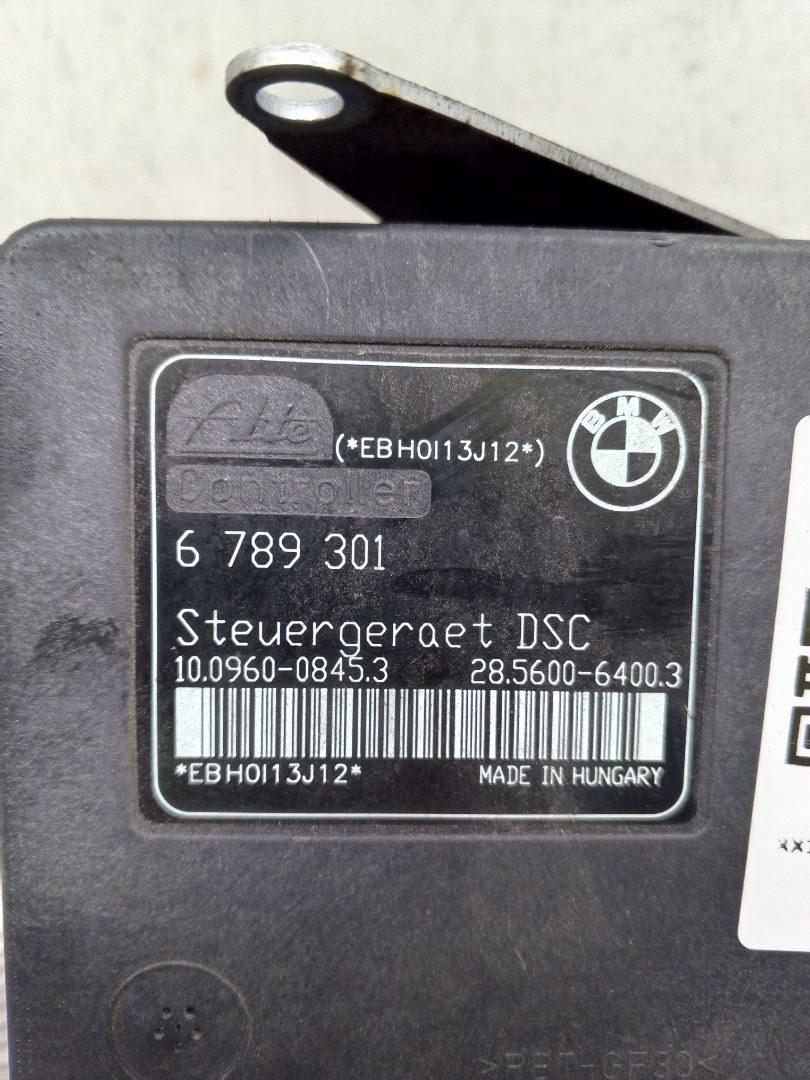 Ate
(*EBH0I13J12*)
BMW
Controller
6 789 301
Steuergeraet DSC
10.0960-0845.3 28.5600-6400.3
*EBH0I13J12*
MADE IN HUNGARY
>PBT-GF30<